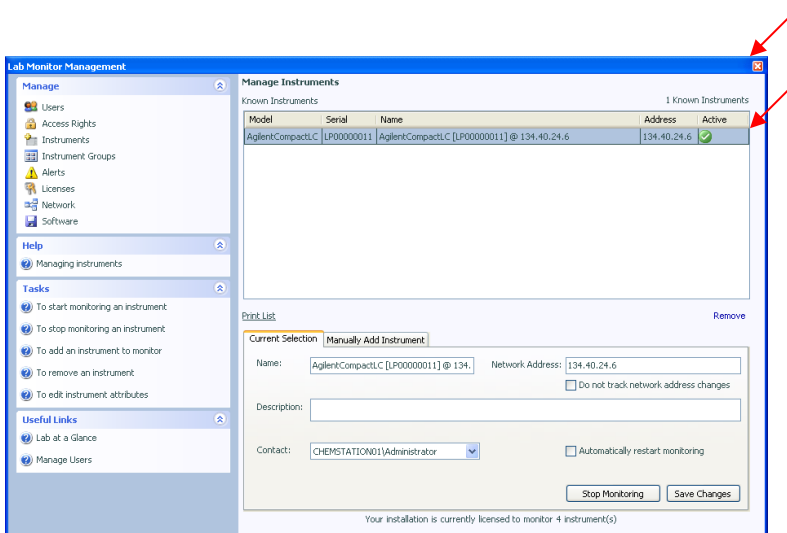 Lab Monitor Management
Manage
Users
Access Rights
Instruments
Instrument Groups
Alerts
Licenses
Network
Software
Help
Managing instruments
Tasks
To start monitoring an instrument
To stop monitoring an instrument
To add an instrument to monitor
To remove an instrument
To edit instrument attributes
Useful Links
Lab at a Glance
Manage Users
Manage Instruments
Known Instruments 1 Known Instruments
Model Serial Name Address Active
AgilentCompactLC LP00000011 AgilentCompactLC [LP00000011] @ 134.40.24.6 134.40.24.6
Print List Remove
Current Selection Manually Add Instrument
Name: AgilentCompactLC [LP00000011] @ 134. Network Address: 134.40.24.6
Do not track network address changes
Description:
Contact: CHEMSTATION01\Administrator Automatically restart monitoring
Stop Monitoring Save Changes
Your installation is currently licensed to monitor 4 instrument(s)